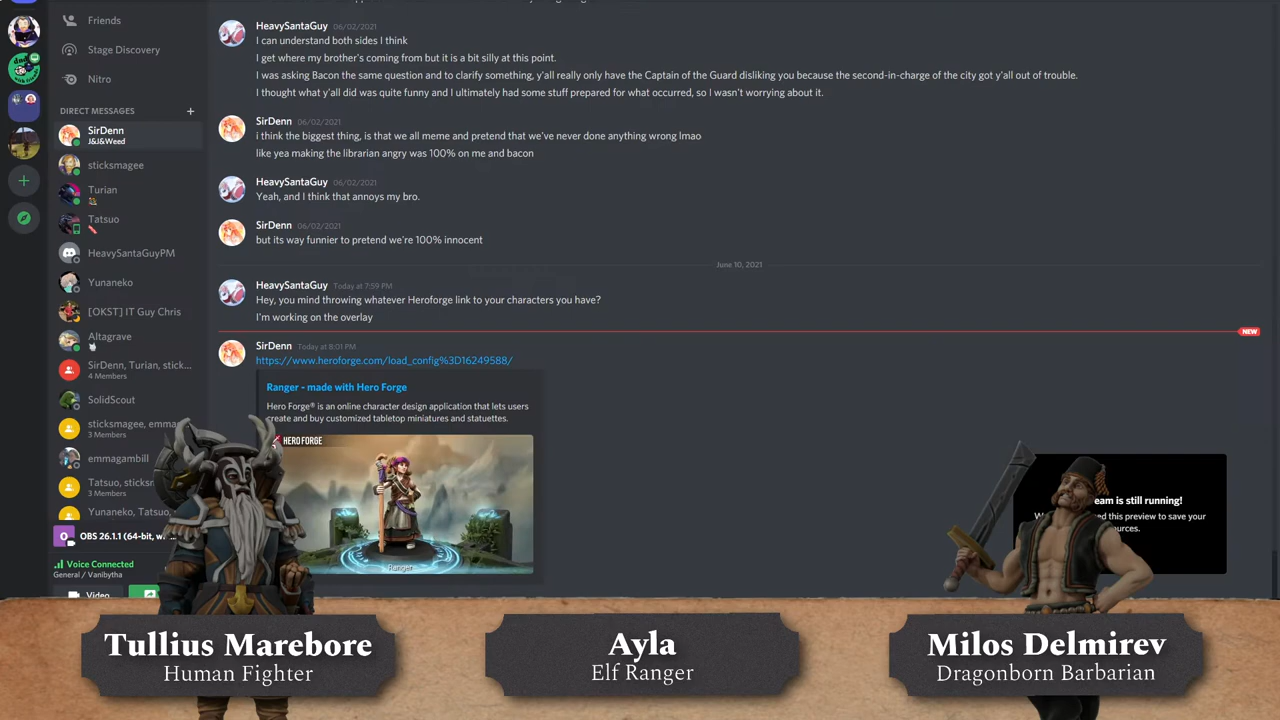 Friends
Stage Discovery
Nitro
DIRECT MESSAGES +
SirDenn
J&J&Weed
sticksmagee
Turian
Tatsuo
HeavySantaGuyPM
Yunaneko
[OKST] IT Guy Chris
Altagrave
SirDenn, Turian, stick...
4 Members
SolidScout
sticksmagee, emma
3 Members
emmagambill
Tatsuo, sticksm
3 Members
Yunaneko, Tatsuo,
OBS 26.1.1 (64-bit, w
Voice Connected
General / Vanibytha
Video
HeavySantaGuy 06/02/2021
I can understand both sides I think
I get where my brother's coming from but it is a bit silly at this point.
I was asking Bacon the same question and to clarify something, y'all really only have the Captain of the Guard disliking you because the second-in-charge of the city got y'all out of trouble.
I thought what y'all did was quite funny and I ultimately had some stuff prepared for what occurred, so I wasn't worrying about it.
SirDenn 06/02/2021
i think the biggest thing, is that we all meme and pretend that we've never done anything wrong lmao
like yea making the librarian angry was 100% on me and bacon
HeavySantaGuy 06/02/2021
Yeah, and I think that annoys my bro.
SirDenn 06/02/2021
but its way funnier to pretend we're 100% innocent
June 10, 2021
HeavySantaGuy Today at 7:59 PM
Hey, you mind throwing whatever Heroforge link to your characters you have?
I'm working on the overlay
NEW
SirDenn Today at 8:01 PM
https://www.heroforge.com/load_config%3D16249588/
Ranger - made with Hero Forge
Hero Forge® is an online character design application that lets users
create and buy customized tabletop miniatures and statuettes.
HERO FORGE
Ranger
eam is still running!
ed this preview to save your
ources.
Tullius Marebore
Human Fighter
Ayla
Elf Ranger
Milos Delmirev
Dragonborn Barbarian